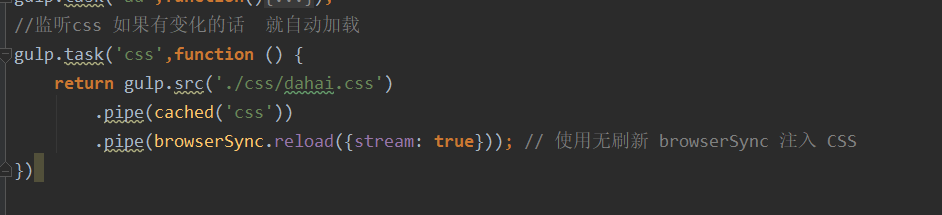 //监听css 如果有变化的话  就自动加载
gulp.task('css',function () {
    return gulp.src('./css/dahai.css')
        .pipe(cached('css'))
        .pipe(browserSync.reload({stream: true})); // 使用无刷新 browserSync 注入 CSS
})